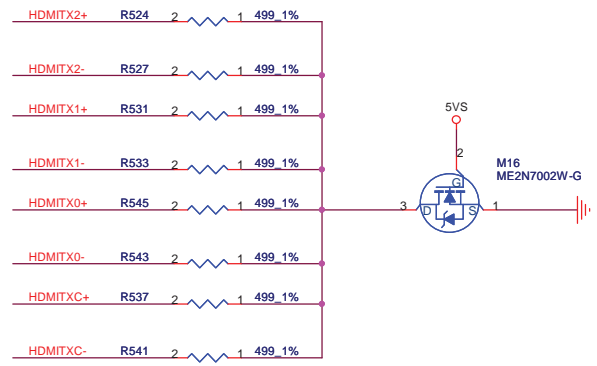 HDMITX2+ R524 2 1 499_1%
HDMITX2- R527 2 1 499_1%
HDMITX1+ R531 2 1 499_1%
5VS
2
HDMITX1- R533 2 1 499_1%
M16
ME2N7002W-G
G
HDMITX0+ R545 2 1 499_1% 3 D S 1
HDMITX0- R543 2 1 499_1%
HDMITXC+ R537 2 1 499_1%
HDMITXC- R541 2 1 499_1%